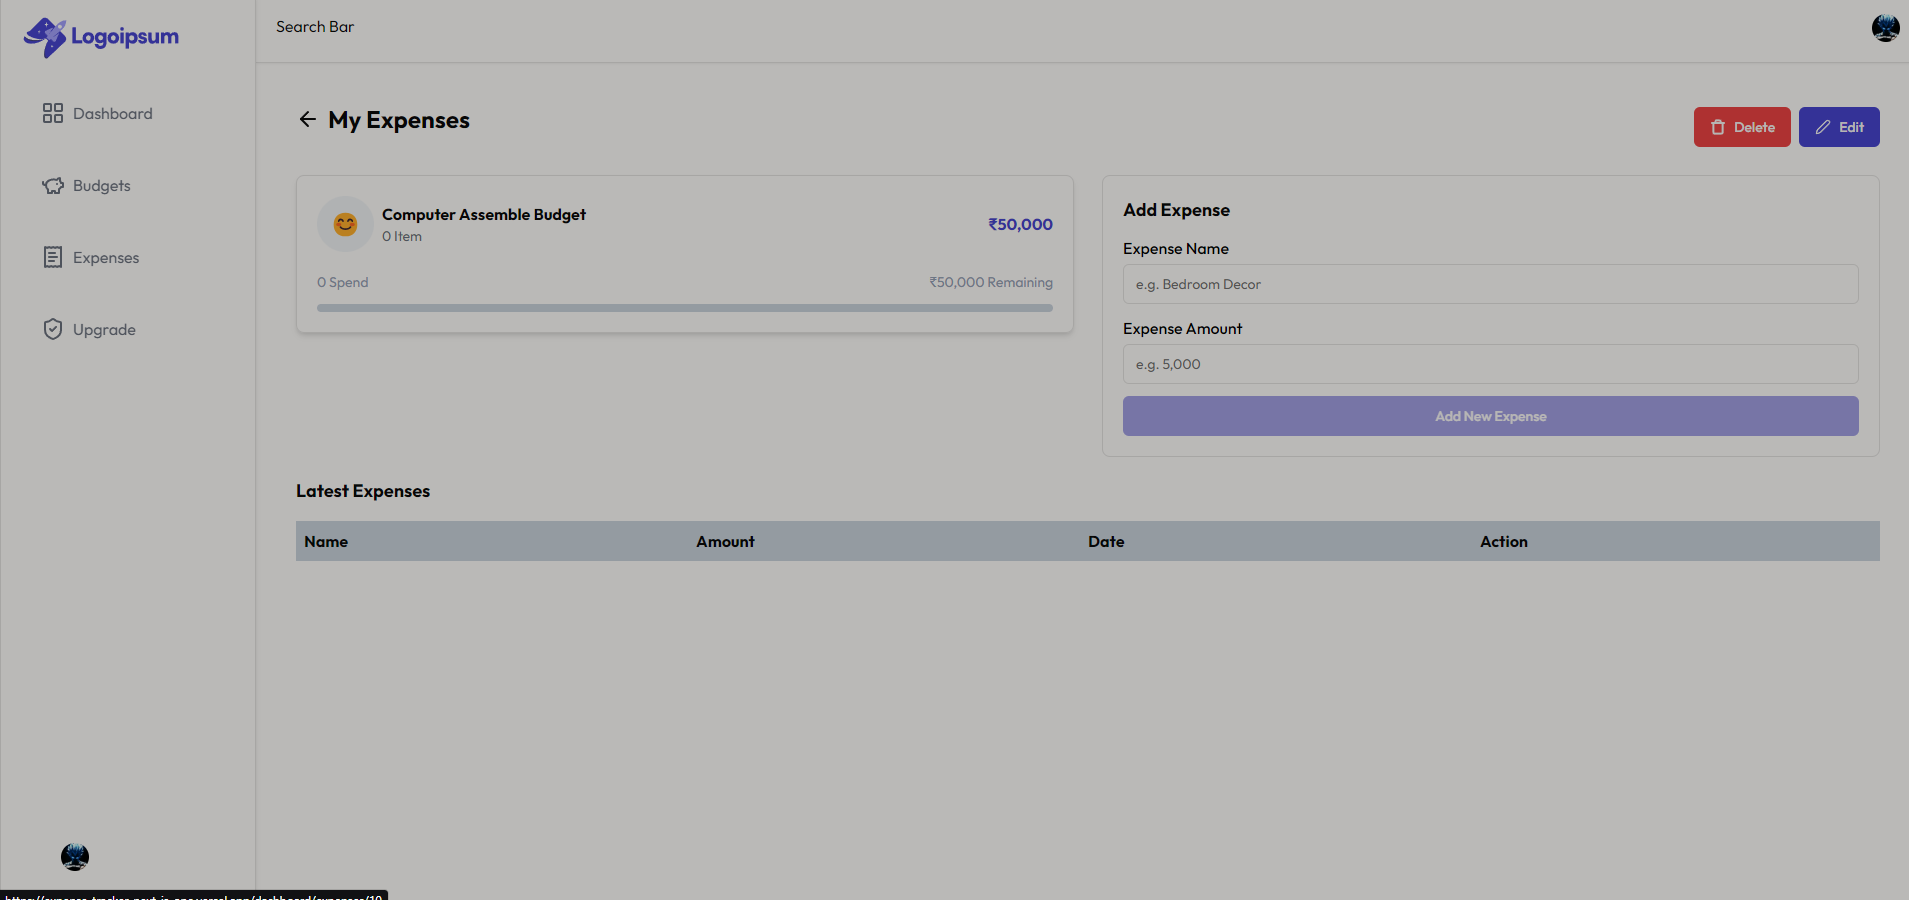 Logoipsum
Search Bar
Dashboard
Budgets
Expenses
Upgrade
My Expenses
Delete
Edit
Computer Assemble Budget
0 Item
₹50,000
0 Spend
₹50,000 Remaining
Add Expense
Expense Name
e.g. Bedroom Decor
Expense Amount
e.g. 5,000
Add New Expense
Latest Expenses
Name Amount Date Action